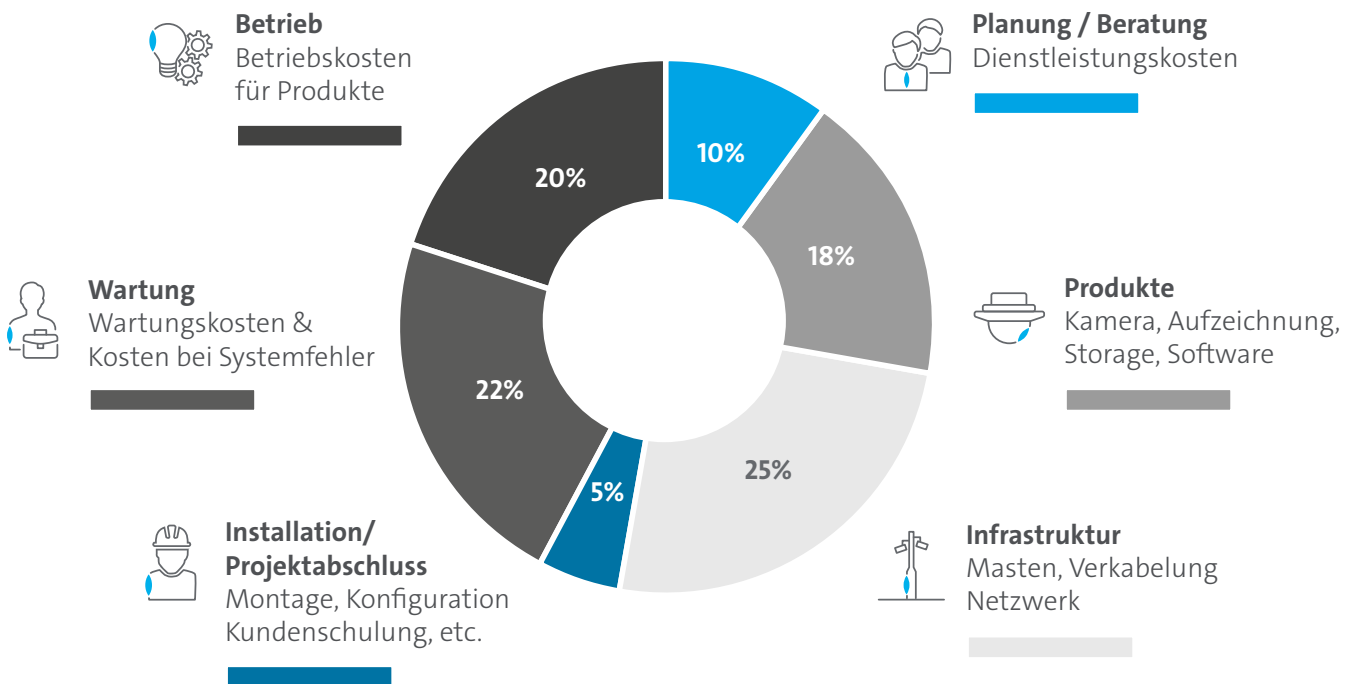 Betrieb
Betriebskosten
für Produkte
Planung / Beratung
Dienstleistungskosten
10%
20%
18%
Wartung
Wartungskosten &
Kosten bei Systemfehler
Produkte
Kamera, Aufzeichnung,
Storage, Software
22%
25%
5%
Installation/
Projektabschluss
Montage, Konfiguration
Kundenschulung, etc.
Infrastruktur
Masten, Verkabelung
Netzwerk